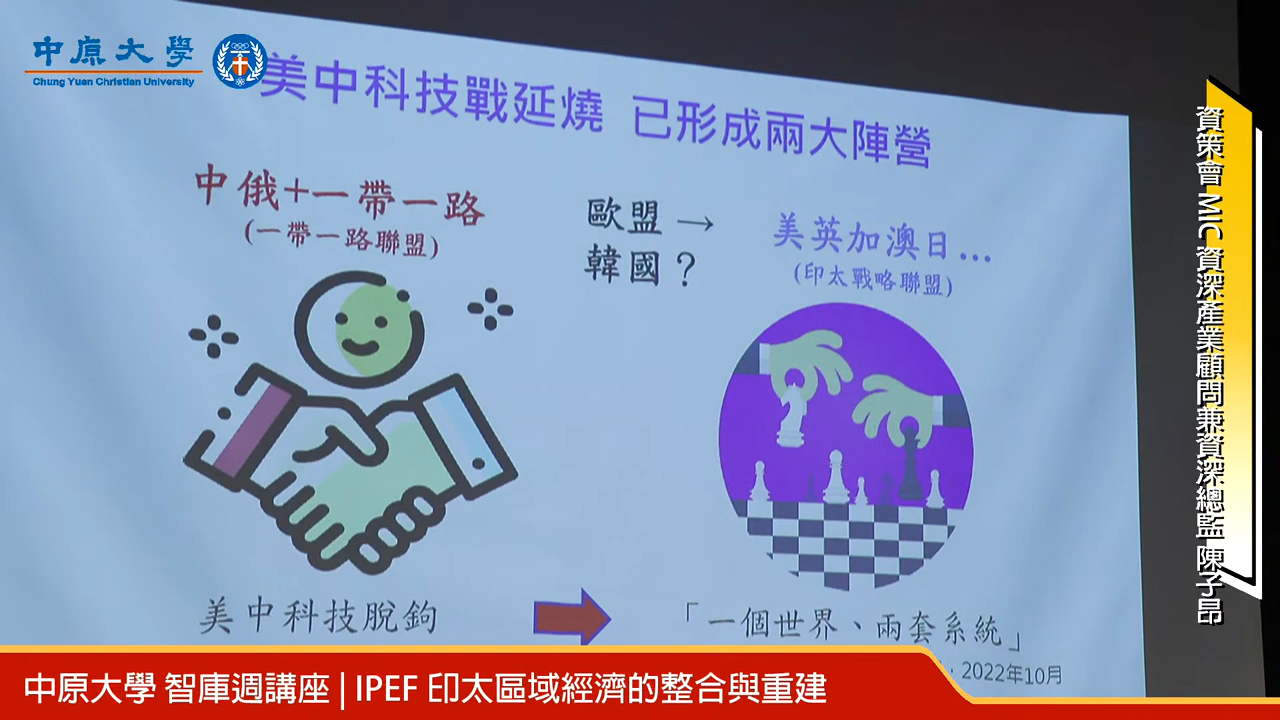 中原大學
Chung Yuan Christian University
美中科技戰延燒 已形成兩大陣營
中俄+一帶一路
(一帶一路聯盟)
歐盟→
韓國？
美英加澳日...
(印太戰略聯盟)
美中科技脫鉤
「一個世界、兩套系統」
，2022年10月
資策會 MIC 資深產業顧問兼資深總監 陳子昂
中原大學 智庫週講座 | IPEF 印太區域經濟的整合與重建